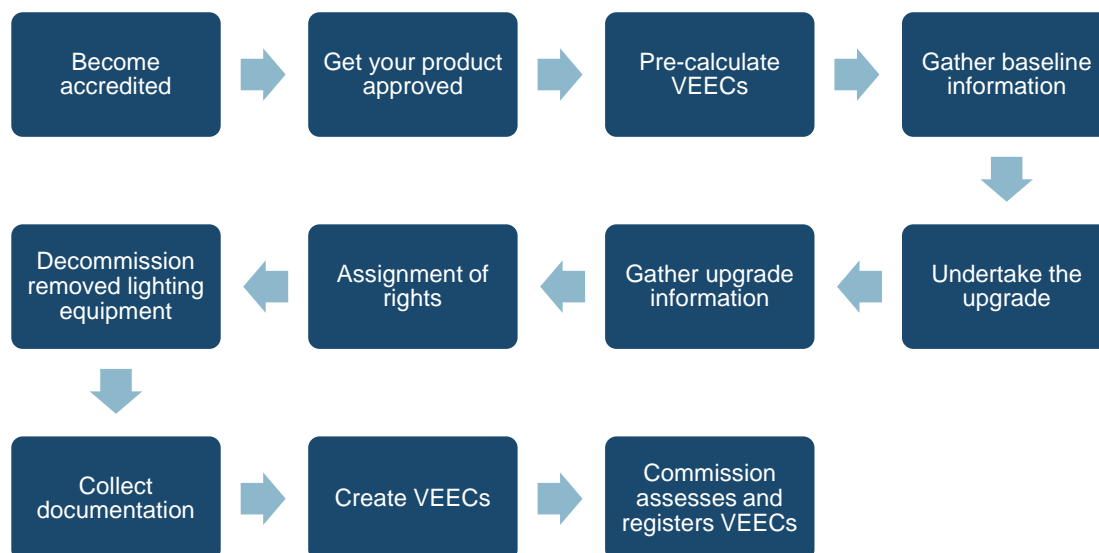 Become
accredited
Get your product
approved
Pre-calculate
VEECs
Gather baseline
information
Undertake the
upgrade
Gather upgrade
information
Assignment of
rights
Decommission
removed lighting
equipment
Collect
documentation
Create VEECs
Commission
assesses and
registers VEECs